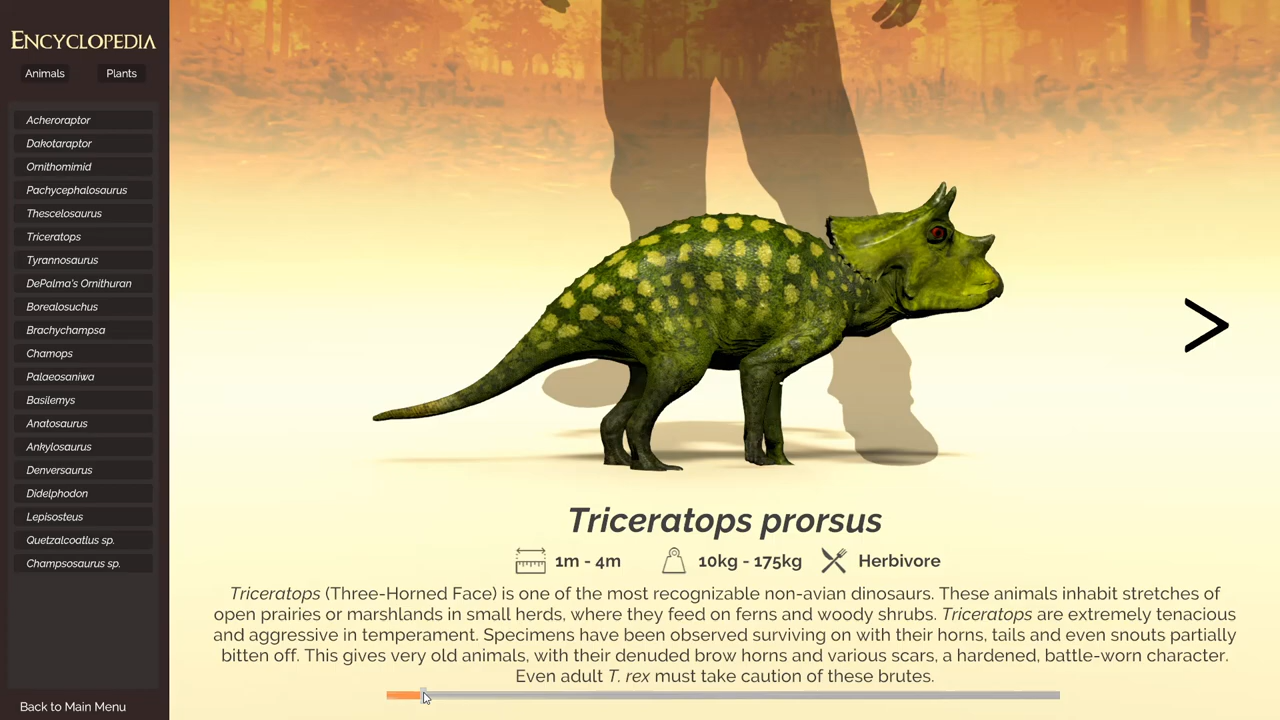 ENCYCLOPEDIA
Animals Plants
Acheroraptor
Dakotaraptor
Ornithomimid
Pachycephalosaurus
Thescelosaurus
Triceratops
Tyrannosaurus
DePalma's Ornithuran
Borealosuchus
Brachychampsa
Chamops
Palaeosaniwa
Basilemys
Anatosaurus
Ankylosaurus
Denversaurus
Didelphodon
Lepisosteus
Quetzalcoatlus sp.
Champsosaurus sp.
Back to Main Menu
>
Triceratops prorsus
1m - 4m 10kg - 175kg Herbivore
Triceratops (Three-Horned Face) is one of the most recognizable non-avian dinosaurs. These animals inhabit stretches of
open prairies or marshlands in small herds, where they feed on ferns and woody shrubs. Triceratops are extremely tenacious
and aggressive in temperament. Specimens have been observed surviving on with their horns, tails and even snouts partially
bitten off. This gives very old animals, with their denuded brow horns and various scars, a hardened, battle-worn character.
Even adult T. rex must take caution of these brutes.